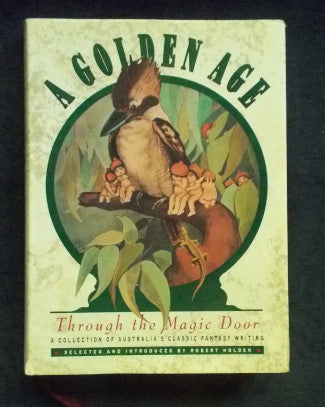 A GOLDEN AGE
Through the Magic Door
A COLLECTION OF AUSTRALIA'S CLASSIC FANTASY WRITING
SELECTED AND INTRODUCED BY ROBERT HOLDEN